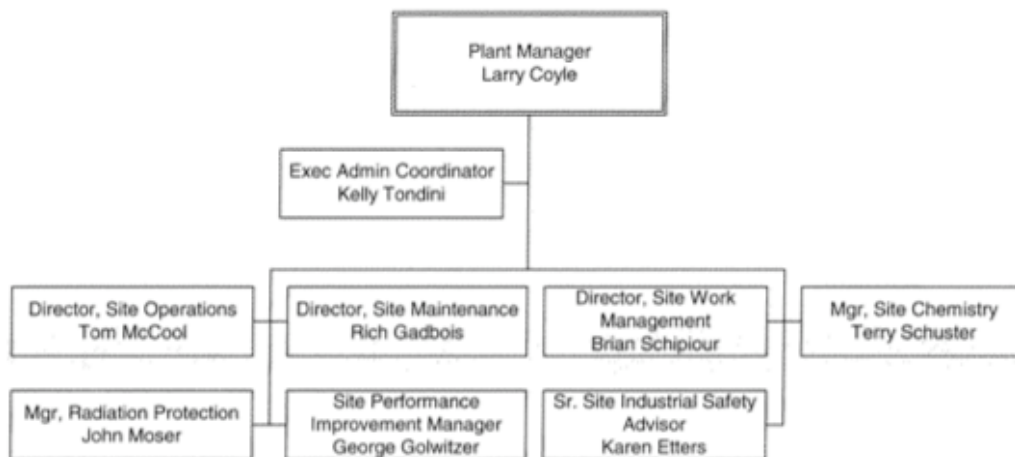 Plant Manager
Larry Coyle
Exec Admin Coordinator
Kelly Tondini
Director, Site Operations
Tom McCool
Director, Site Maintenance
Rich Gadbois
Director, Site Work
Management
Brian Schipiour
Mgr, Site Chemistry
Terry Schuster
Mgr, Radiation Protection
John Moser
Site Performance
Improvement Manager
George Golwitzer
Sr. Site Industrial Safety
Advisor
Karen Etters